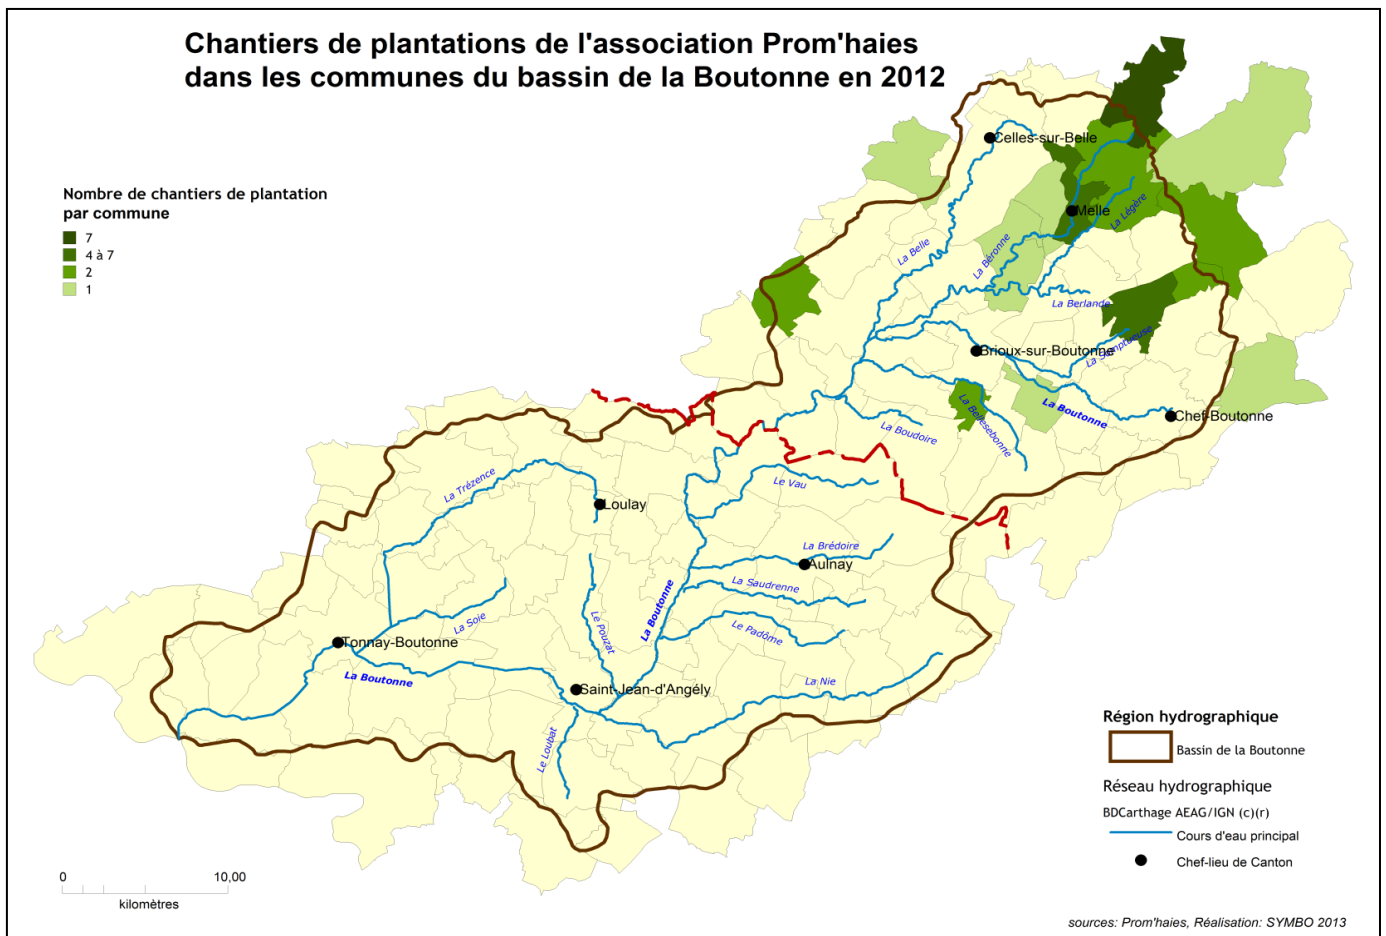 Chantiers de plantations de l'association Prom'haies
dans les communes du bassin de la Boutonne en 2012
Nombre de chantiers de plantation
par commune
7
4 à 7
2
1
Celles-sur-Belle
Melle
La Légère
La Belle
La Béronne
La Berlande
La Somptueuse
Brioux-sur-Boutonne
La Boutonne
Chef-Boutonne
La Bellesebonne
La Boudoire
La Trézence
Le Vau
Loulay
La Brédoire
Aulnay
La Saudrenne
La Boutonne
Le Pouzat
La Soie
Le Padôme
Tonnay-Boutonne
La Boutonne
Saint-Jean-d'Angély
La Nie
Le Loubat
Région hydrographique
Bassin de la Boutonne
Réseau hydrographique
BDCarthage AEAG/IGN (c)(r)
Cours d'eau principal
Chef-lieu de Canton
0 10,00
kilomètres
sources: Prom'haies, Réalisation: SYMBO 2013